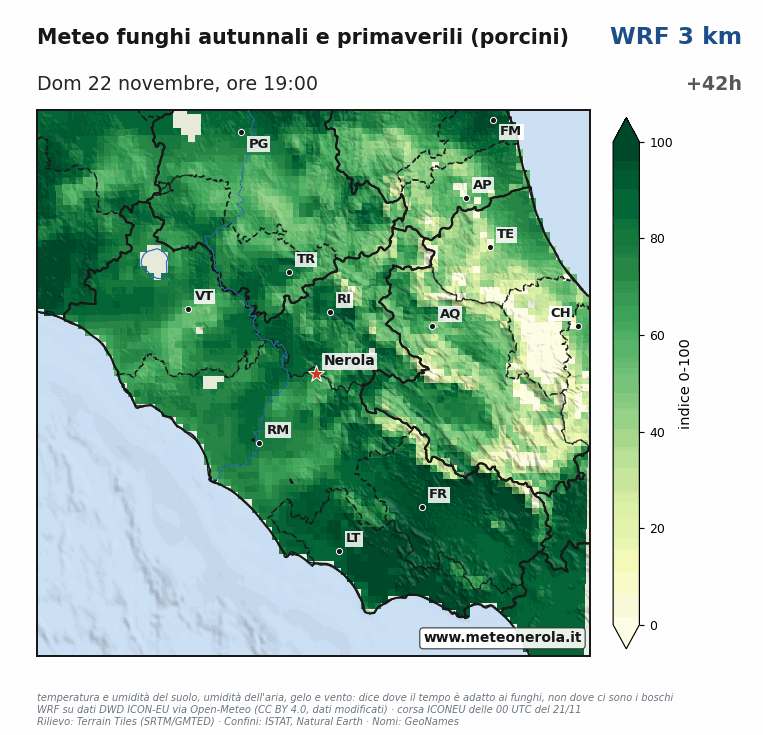 Meteo funghi autunnali e primaverili (porcini) WRF 3 km
Dom 22 novembre, ore 19:00 +42h
FM
PG
AP
TE
TR
VT
RI
AQ
CH
Nerola
RM
FR
LT
www.meteonerola.it
100
80
60
40
20
0
indice 0-100
temperatura e umidità del suolo, umidità dell'aria, gelo e vento: dice dove il tempo è adatto ai funghi, non dove ci sono i boschi
WRF su dati DWD ICON-EU via Open-Meteo (CC BY 4.0, dati modificati) · corsa ICONEU delle 00 UTC del 21/11
Rilievo: Terrain Tiles (SRTM/GMTED) · Confini: ISTAT, Natural Earth · Nomi: GeoNames